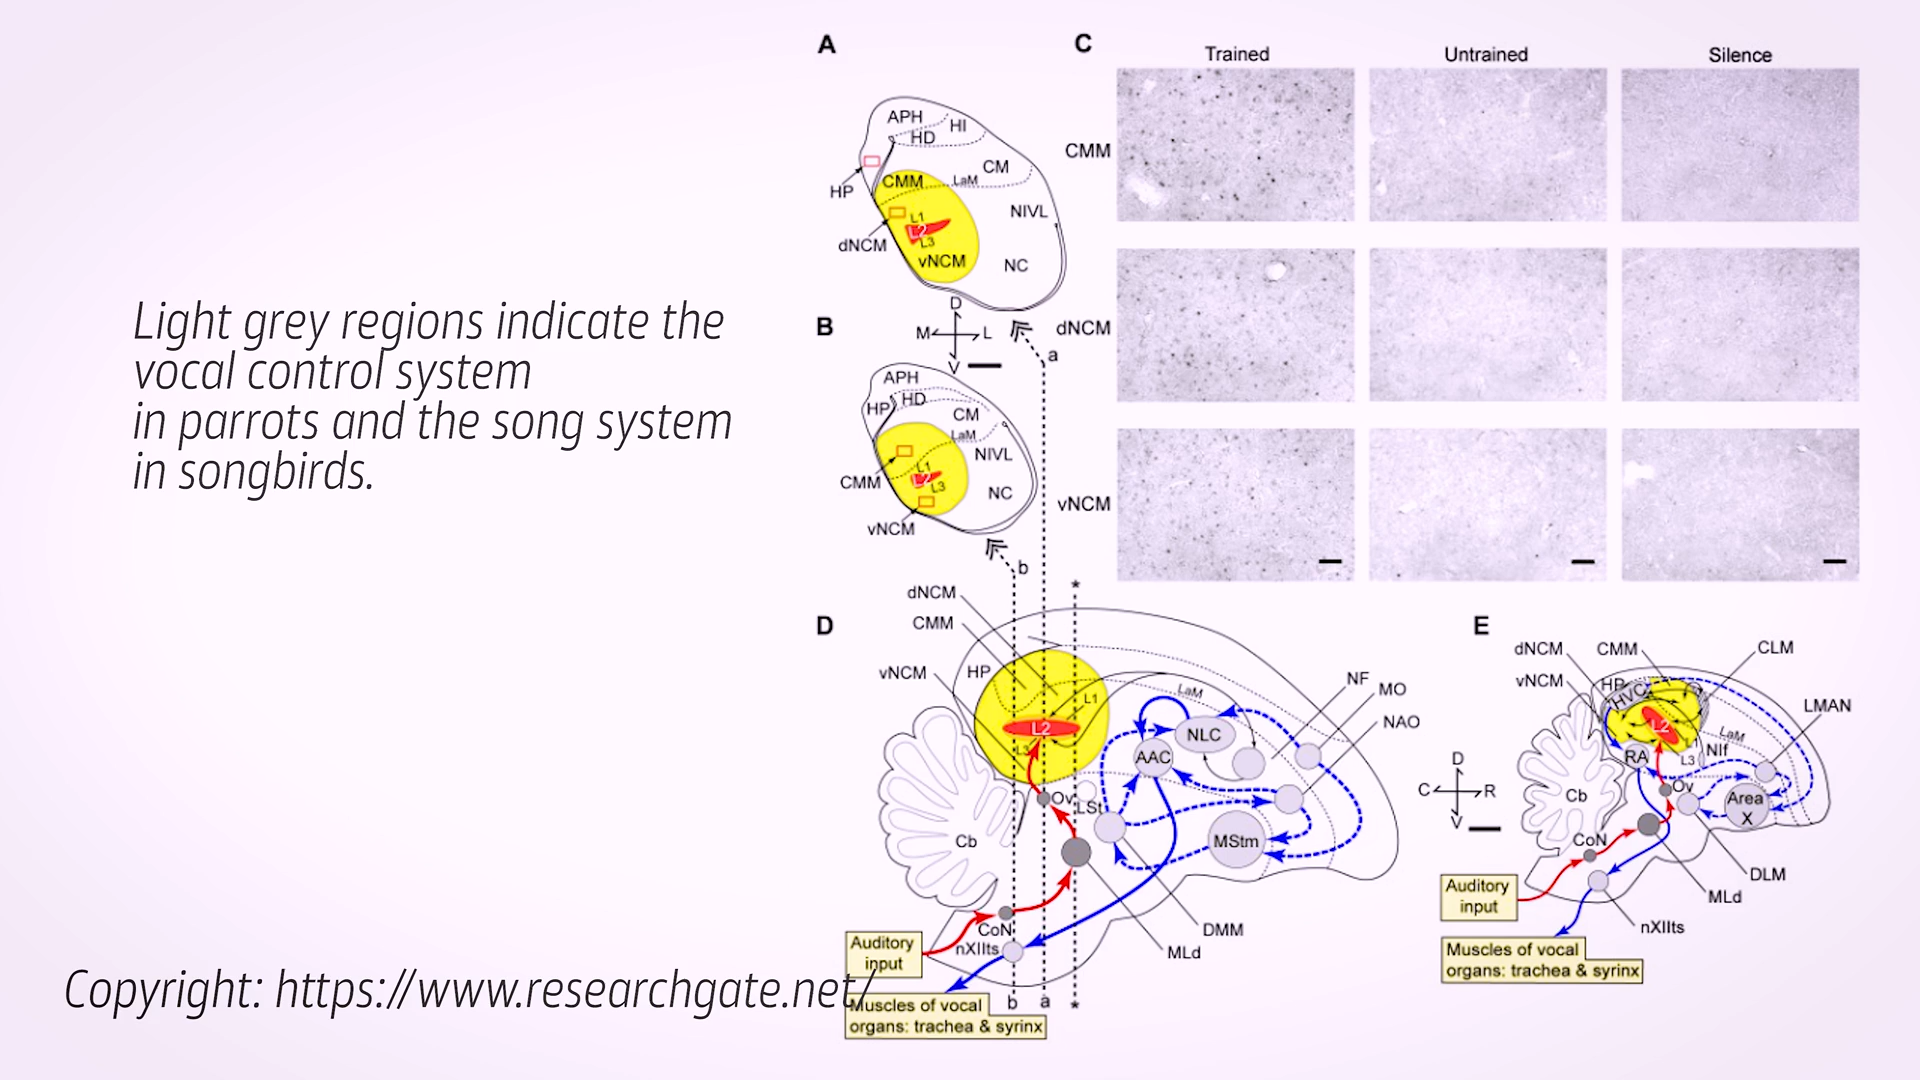 Light grey regions indicate the
vocal control system
in parrots and the song system
in songbirds.
Copyright: https://www.researchgate.net/
A
APH
HI
HD
CM
CMM
LaM
HP
NIVL
L1
L2
dNCM
L3
vNCM
NC
D
M
L
V
a
B
APH
HD
HP
CM
LaM
L1
NIVL
CMM
L2
L3
NC
vNCM
b
C
Trained
Untrained
Silence
CMM
dNCM
vNCM
D
*
dNCM
CMM
vNCM
HP
L1
LaM
NF
MO
NAO
L2
L3
NLC
AAC
Ov
LSt
MStm
Cb
CoN
nXIIts
DMM
MLd
Auditory
input
Muscles of vocal
organs: trachea & syrinx
b
a
*
E
dNCM
CMM
CLM
vNCM
HP
HVC
LMAN
L2
L1
LaM
RA
L3
NIf
D
C
R
V
Cb
Ov
Area
X
CoN
DLM
MLd
Auditory
input
nXIIts
Muscles of vocal
organs: trachea & syrinx